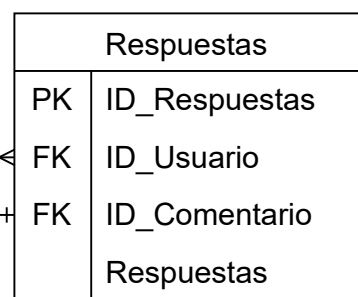 Respuestas
PK ID_Respuestas
FK ID_Usuario
FK ID_Comentario
Respuestas